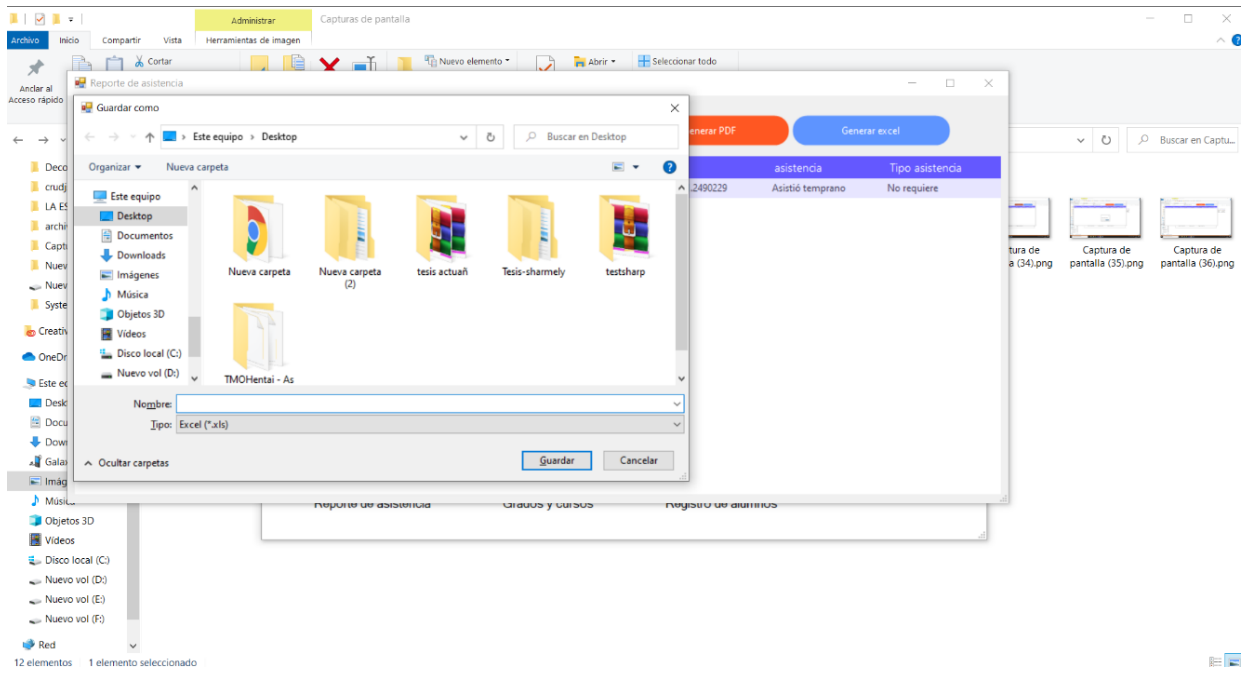 Administrar
Capturas de pantalla
Archivo
Inicio
Compartir
Vista
Herramientas de imagen
Anclar al
Acceso rápido
Cortar
Nuevo elemento
Abrir
Seleccionar todo
Reporte de asistencia
Guardar como
Este equipo
Desktop
Buscar en Desktop
Organizar
Nueva carpeta
Este equipo
Desktop
Documentos
Downloads
Imágenes
Música
Objetos 3D
Vídeos
Disco local (C:)
Nuevo vol (D:)
Nueva carpeta
Nueva carpeta
(2)
tesis actuañ
Tesis-sharmely
testsharp
TMOHentai - As
Nombre:
Tipo: Excel (*.xls)
Ocultar carpetas
Guardar
Cancelar
enerar PDF
Generar excel
asistencia
Tipo asistencia
.2490229
Asistió temprano
No requiere
Buscar en Captu...
tura de
a (34).png
Captura de
pantalla (35).png
Captura de
pantalla (36).png
Deco
crudj
LA ES
archi
Captu
Nuev
Nuev
Syste
Creativ
OneDr
Este ec
Desk
Docu
Down
Galax
Imág
Música
Objetos 3D
Vídeos
Disco local (C:)
Nuevo vol (D:)
Nuevo vol (E:)
Nuevo vol (F:)
Red
Reporte de asistencia
Grados y cursos
Registro de alumnos
12 elementos
1 elemento seleccionado